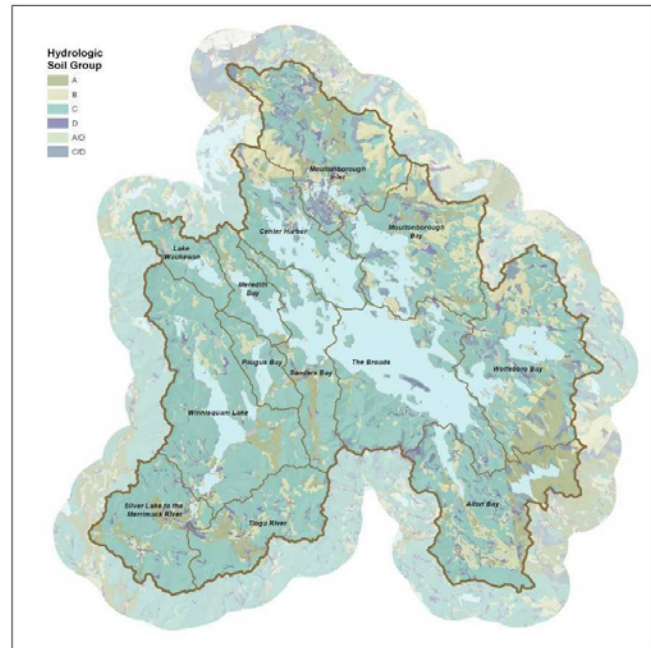 Hydrologic
Soil Group
A
B
C
D
A/D
C/D
Moultonborough
Inlet
Center Harbor
Moultonborough
Bay
Lake
Waukewan
Meredith
Bay
Paugus Bay
Sanders Bay
The Broads
Wolfeboro Bay
Winnisquam Lake
Silver Lake to the
Merrimack River
Tioga River
Alton Bay